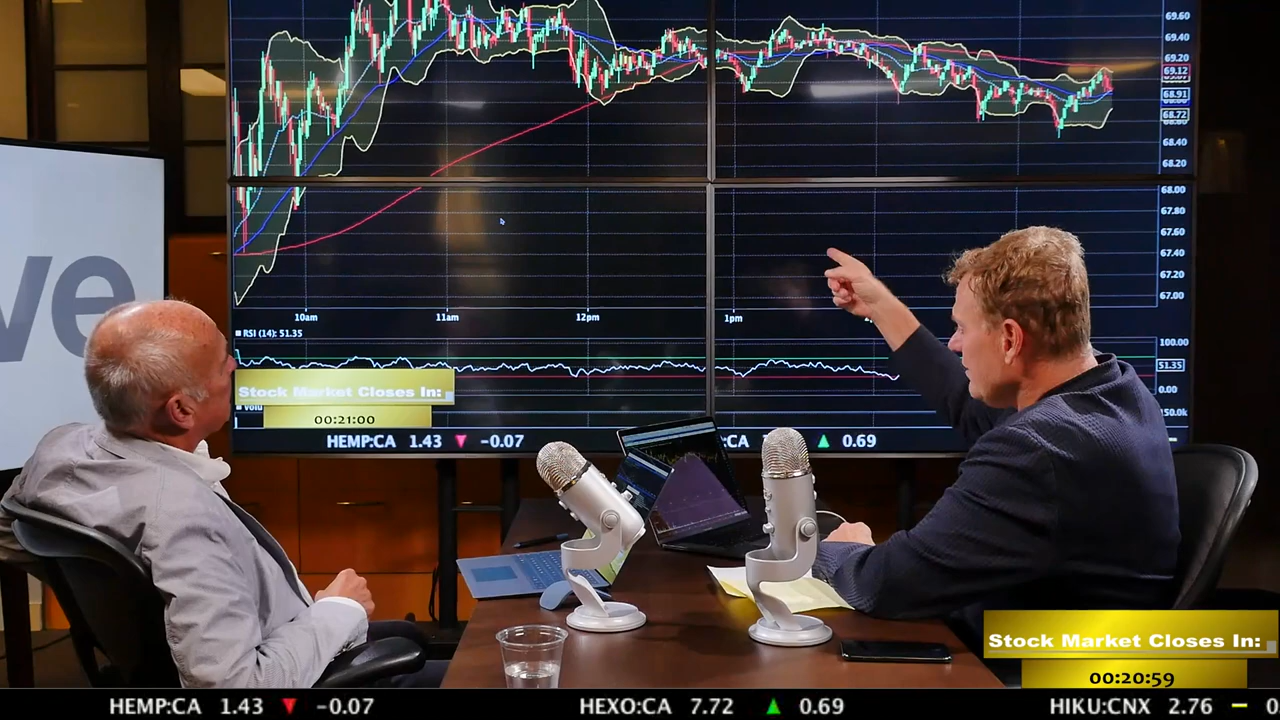 69.60
69.40
69.20
69.12
68.91
68.72
68.40
68.20
68.00
67.80
67.60
67.40
67.20
67.00
ve
10am 11am 12pm 1pm
RSI (14): 51.35
100.00
51.35
0.00
Stock Market Closes In:
00:21:00
HEMP:CA 1.43 ▼ -0.07 :CA ▲ 0.69
Stock Market Closes In:
00:20:59
HEMP:CA 1.43 ▼ -0.07 HEXO:CA 7.72 ▲ 0.69 HIKU:CNX 2.76 – 0